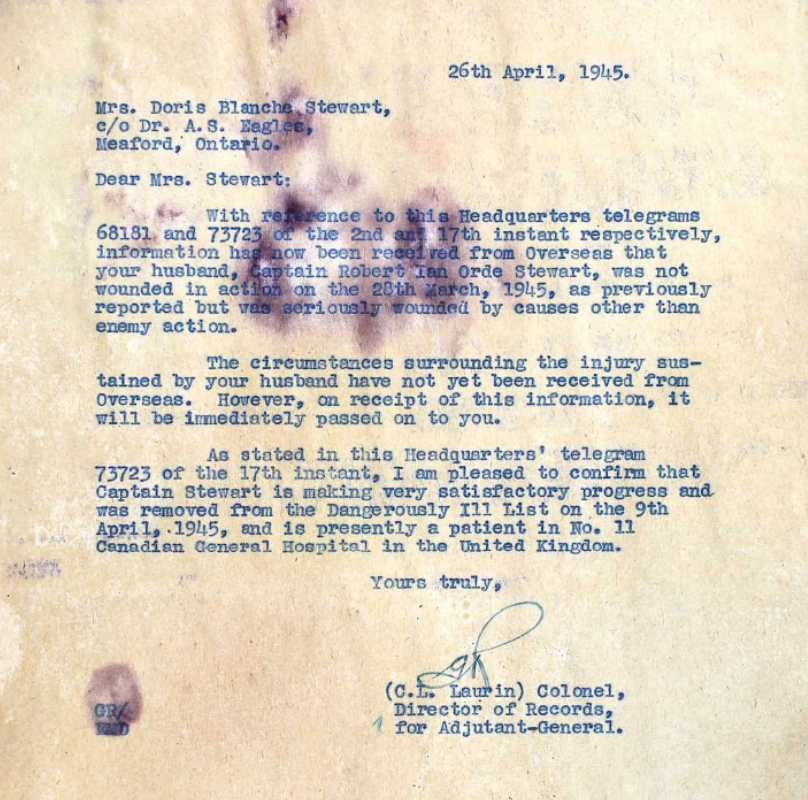 26th April, 1945.
Mrs. Doris Blanche Stewart,
c/o Dr. A.S. Eagles,
Meaford, Ontario.
Dear Mrs. Stewart:
With reference to this Headquarters telegrams
68181 and 73723 of the 2nd and 17th instant respectively,
information has now been received from Overseas that
your husband, Captain Robert Ian Orde Stewart, was not
wounded in action on the 28th March, 1945, as previously
reported but was seriously wounded by causes other than
enemy action.
The circumstances surrounding the injury sus-
tained by your husband have not yet been received from
Overseas. However, on receipt of this information, it
will be immediately passed on to you.
As stated in this Headquarters' telegram
73723 of the 17th instant, I am pleased to confirm that
Captain Stewart is making very satisfactory progress and
was removed from the Dangerously Ill List on the 9th
April, 1945, and is presently a patient in No. 11
Canadian General Hospital in the United Kingdom.
Yours truly,
(C.L. Laurin) Colonel,
Director of Records,
for Adjutant-General.
GR/